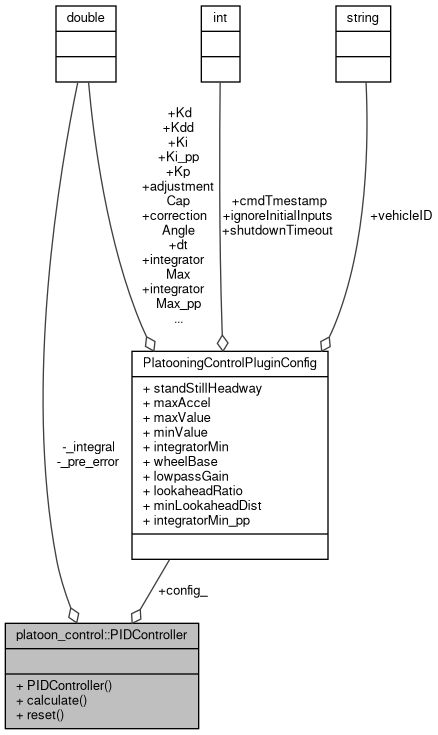 double
int
string
+Kd
+Kdd
+Ki
+Ki_pp
+Kp
+adjustment
Cap
+correction
Angle
+dt
+integrator
Max
+integrator
Max_pp
...
+cmdTmestamp
+ignoreInitialInputs
+shutdownTimeout
+vehicleID
PlatooningControlPluginConfig
+ standStillHeadway
+ maxAccel
+ maxValue
+ minValue
+ integratorMin
+ wheelBase
+ lowpassGain
+ lookaheadRatio
+ minLookaheadDist
+ integratorMin_pp
-_integral
-_pre_error
+config_
platoon_control::PIDController
+ PIDController()
+ calculate()
+ reset()